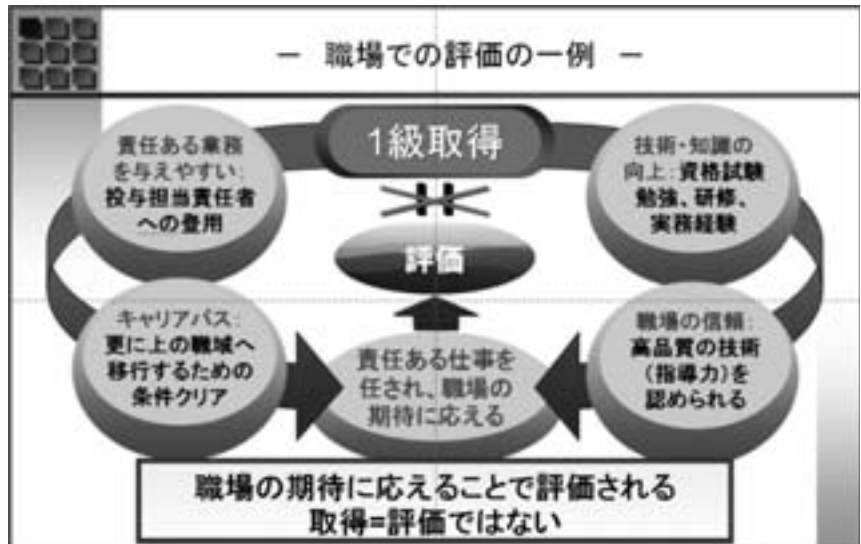 － 職場での評価の一例 －
1級取得
責任ある業務
を与えやすい:
投与担当責任者
への登用
技術・知識の
向上:資格試験
勉強、研修、
実務経験
評価
キャリアパス:
更に上の職域へ
移行するための
条件クリア
責任ある仕事を
任され、職場の
期待に応える
職場の信頼:
高品質の技術
(指導力)を
認められる
職場の期待に応えることで評価される
取得=評価ではない